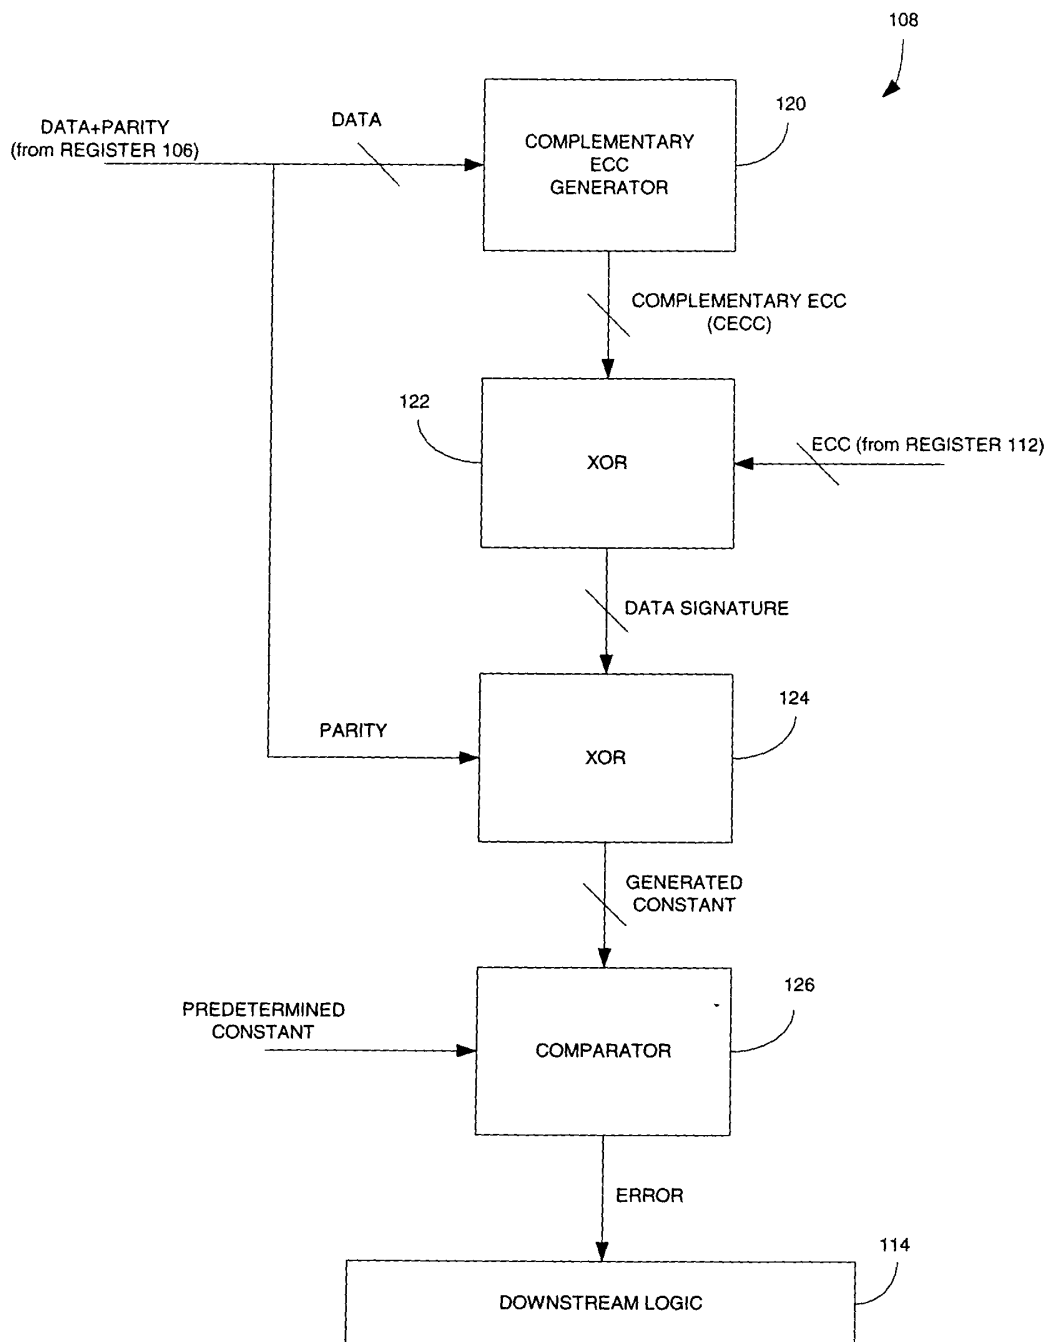 108
120
DATA+PARITY
(from REGISTER 106)
DATA
COMPLEMENTARY
ECC
GENERATOR
COMPLEMENTARY ECC
(CECC)
122
XOR
ECC (from REGISTER 112)
DATA SIGNATURE
124
PARITY
XOR
GENERATED
CONSTANT
126
PREDETERMINED
CONSTANT
COMPARATOR
ERROR
114
DOWNSTREAM LOGIC